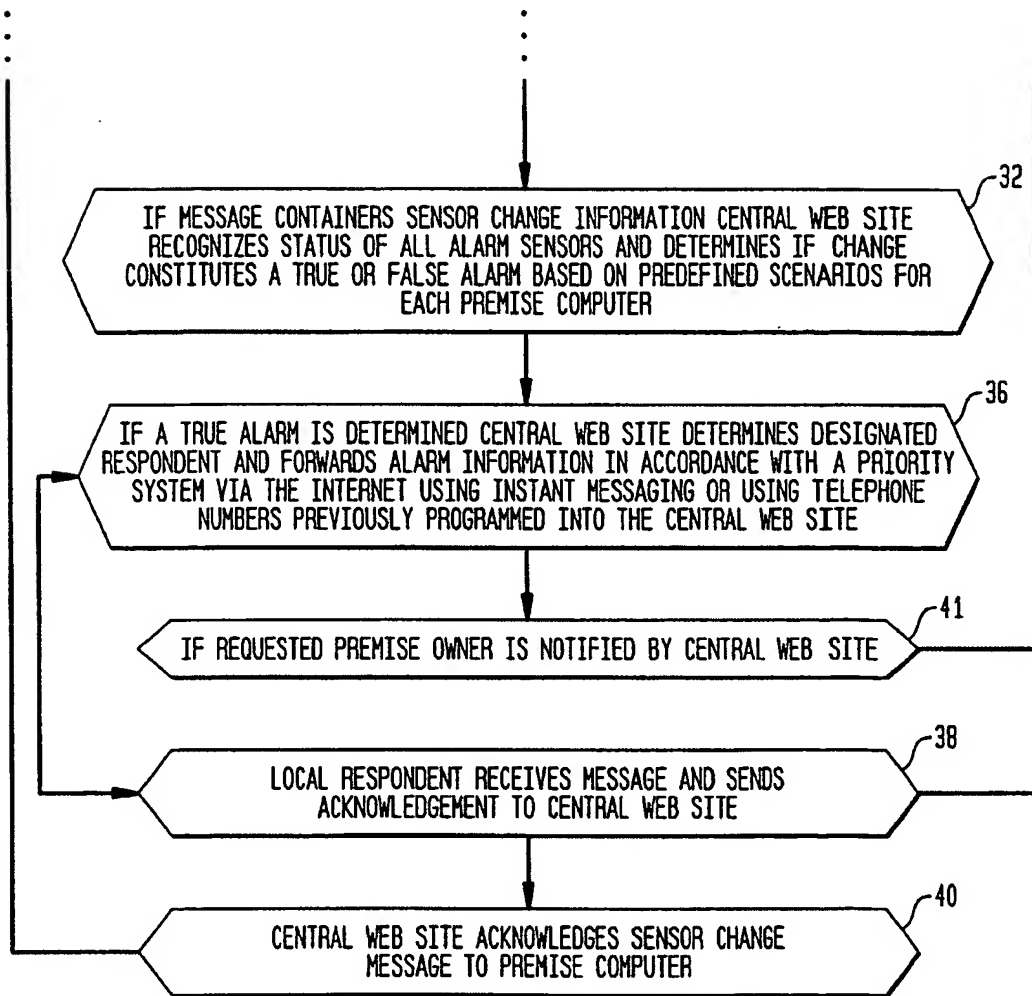 32
IF MESSAGE CONTAINERS SENSOR CHANGE INFORMATION CENTRAL WEB SITE
RECOGNIZES STATUS OF ALL ALARM SENSORS AND DETERMINES IF CHANGE
CONSTITUTES A TRUE OR FALSE ALARM BASED ON PREDEFINED SCENARIOS FOR
EACH PREMISE COMPUTER
36
IF A TRUE ALARM IS DETERMINED CENTRAL WEB SITE DETERMINES DESIGNATED
RESPONDENT AND FORWARDS ALARM INFORMATION IN ACCORDANCE WITH A PRIORITY
SYSTEM VIA THE INTERNET USING INSTANT MESSAGING OR USING TELEPHONE
NUMBERS PREVIOUSLY PROGRAMMED INTO THE CENTRAL WEB SITE
41
IF REQUESTED PREMISE OWNER IS NOTIFIED BY CENTRAL WEB SITE
38
LOCAL RESPONDENT RECEIVES MESSAGE AND SENDS
ACKNOWLEDGEMENT TO CENTRAL WEB SITE
40
CENTRAL WEB SITE ACKNOWLEDGES SENSOR CHANGE
MESSAGE TO PREMISE COMPUTER